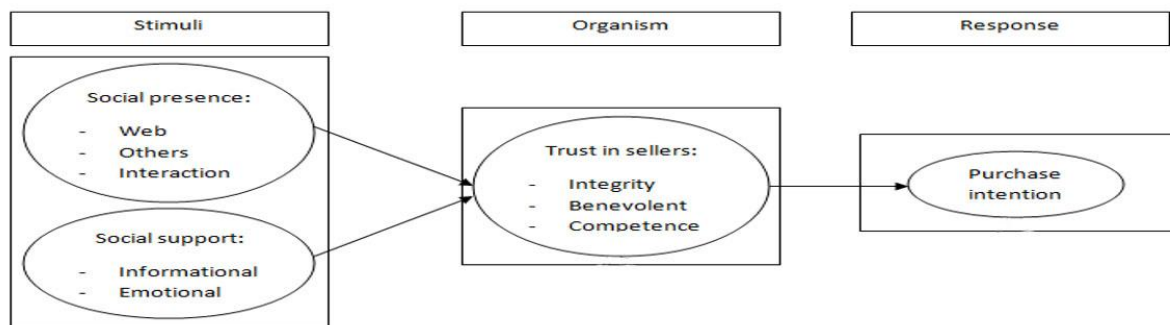 Stimuli
Organism
Response
Social presence:
- Web
- Others
- Interaction
Social support:
- Informational
- Emotional
Trust in sellers:
- Integrity
- Benevolent
- Competence
Purchase
intention